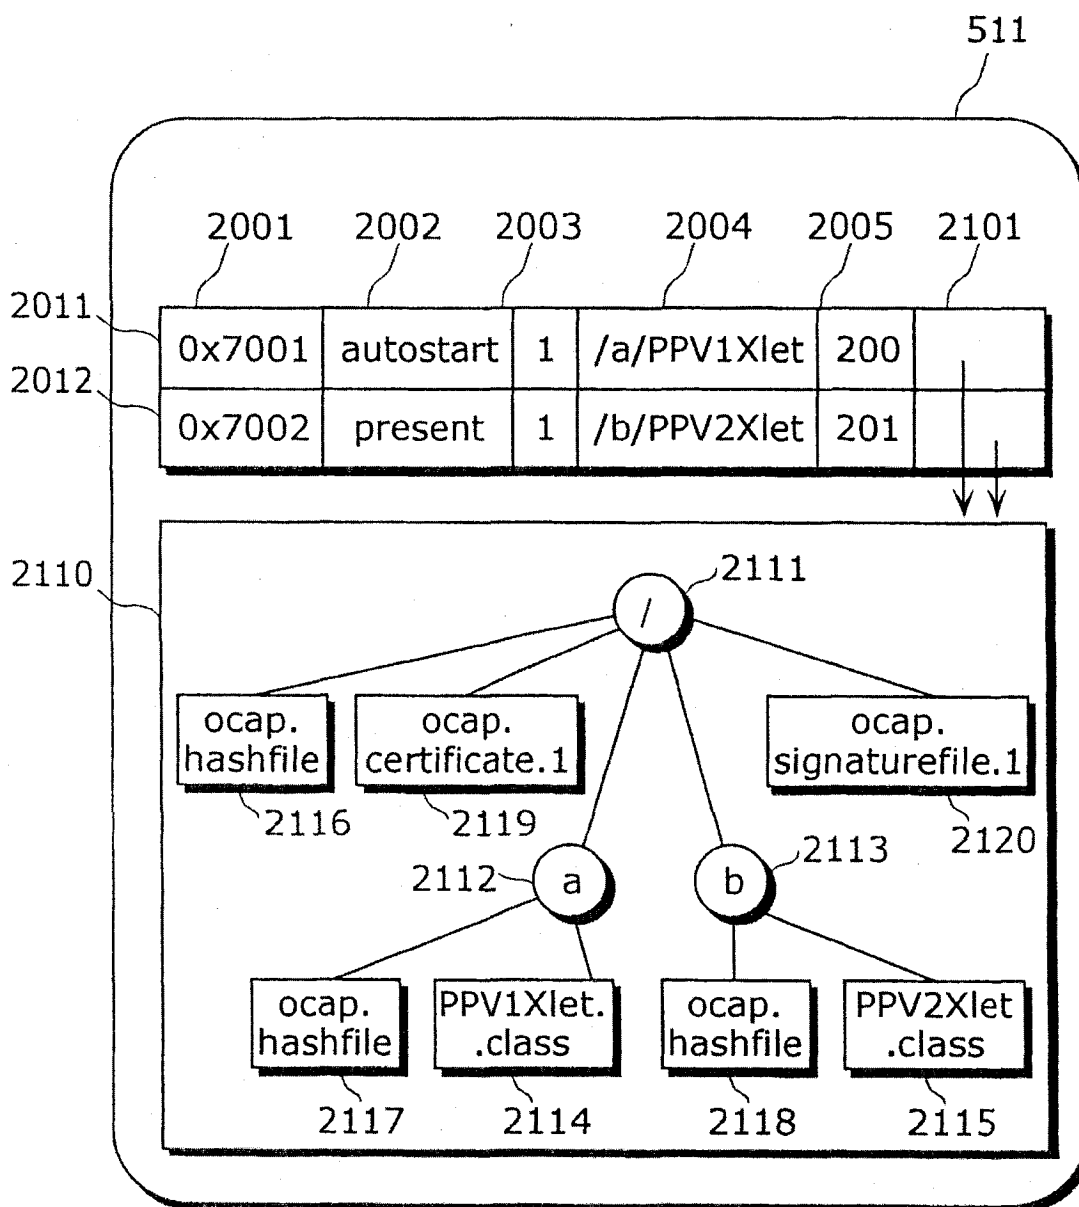 511
2001 2002 2003 2004 2005 2101
2011
0x7001 autostart 1 /a/PPV1Xlet 200
2012
0x7002 present 1 /b/PPV2Xlet 201
2110
2111
/
ocap.
hashfile
ocap.
certificate.1
ocap.
signaturefile.1
2116 2119 2120
2112 a b 2113
ocap.
hashfile
PPV1Xlet.
.class
ocap.
hashfile
PPV2Xlet
.class
2117 2114 2118 2115